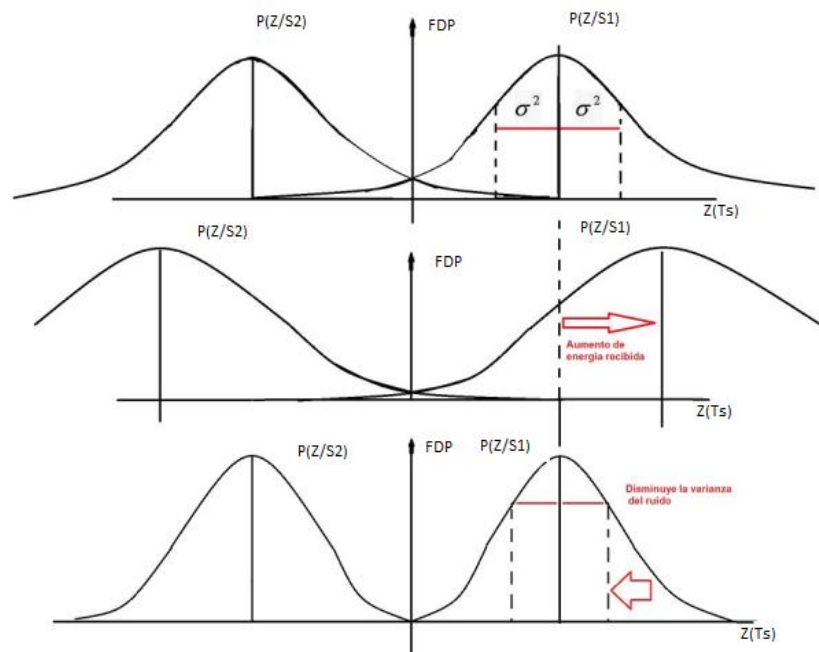 P(Z/S2)
FDP
P(Z/S1)
σ²
σ²
Z(Ts)
P(Z/S2)
P(Z/S1)
FDP
Aumento de
energia recibida
Z(Ts)
P(Z/S2)
FDP
P(Z/S1)
Disminuye la varianza
del ruido
Z(Ts)